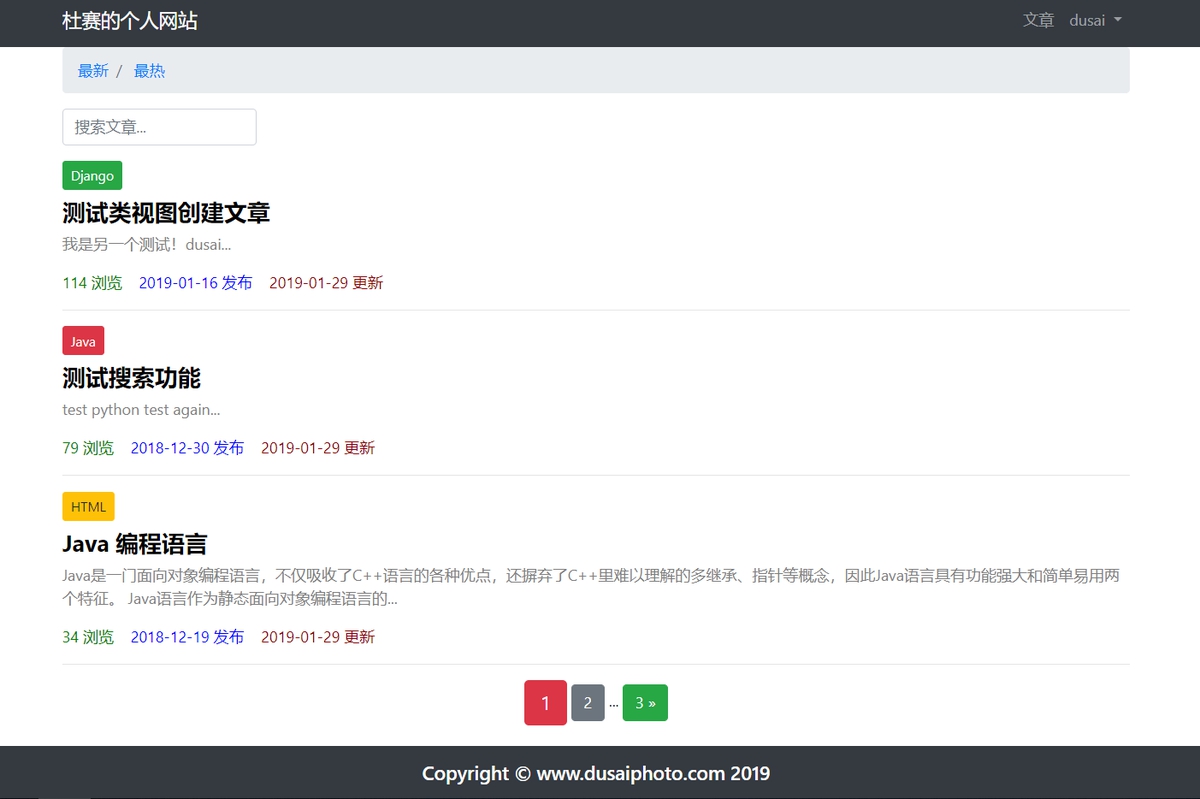 杜赛的个人网站 文章 dusai
最新 / 最热
搜索文章...
Django
测试类视图创建文章
我是另一个测试！dusai...
114 浏览 2019-01-16 发布 2019-01-29 更新
Java
测试搜索功能
test python test again...
79 浏览 2018-12-30 发布 2019-01-29 更新
HTML
Java 编程语言
Java是一门面向对象编程语言，不仅吸收了C++语言的各种优点，还摒弃了C++里难以理解的多继承、指针等概念，因此Java语言具有功能强大和简单易用两
个特征。 Java语言作为静态面向对象编程语言的...
34 浏览 2018-12-19 发布 2019-01-29 更新
1 2 ... 3 »
Copyright © www.dusaiphoto.com 2019